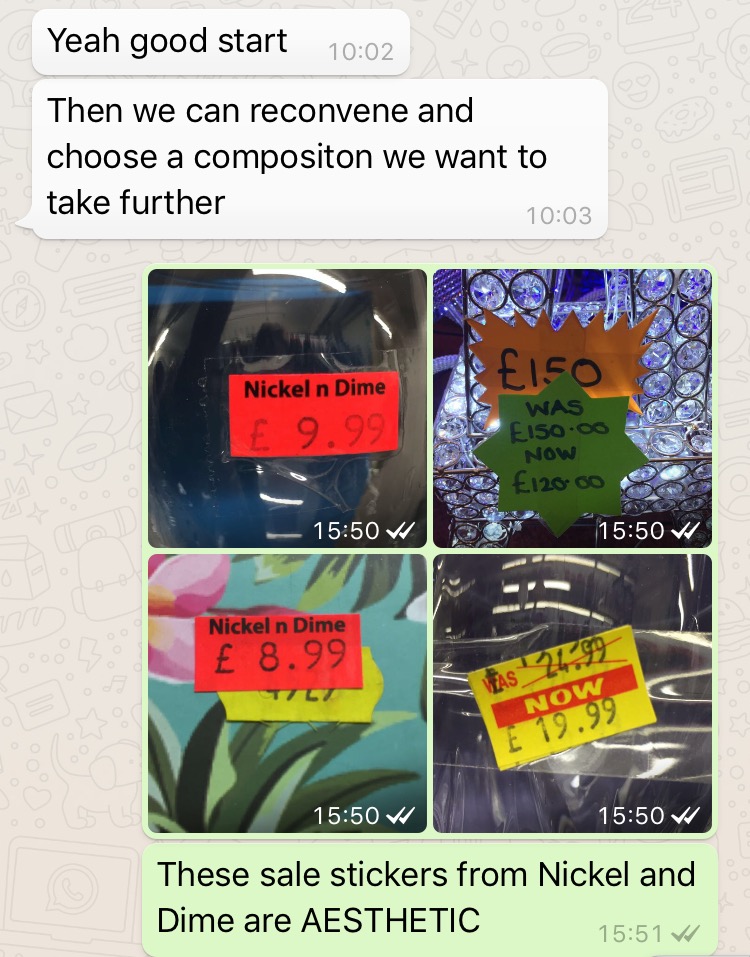 Yeah good start
10:02
Then we can reconvene and
choose a compositon we want to
take further
10:03
Nickel n Dime
£ 9.99
15:50
£150
WAS
£150.00
NOW
£120.00
15:50
Nickel n Dime
£ 8.99
15:50
WAS 24.99
NOW
£ 19.99
15:50
These sale stickers from Nickel and
Dime are AESTHETIC
15:51